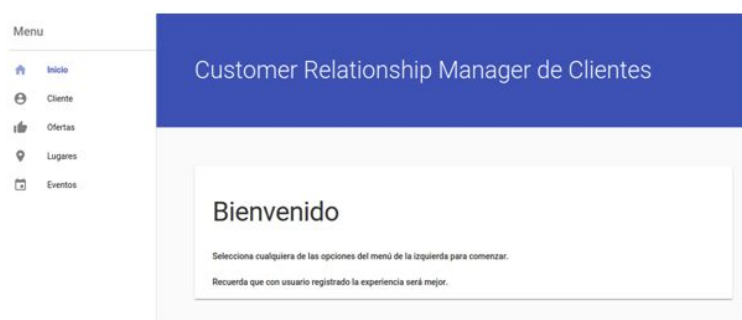 Menu
Inicio
Cliente
Ofertas
Lugares
Eventos
Customer Relationship Manager de Clientes
Bienvenido
Selecciona cualquiera de las opciones del menú de la izquierda para comenzar.
Recuerda que con usuario registrado la experiencia será mejor.